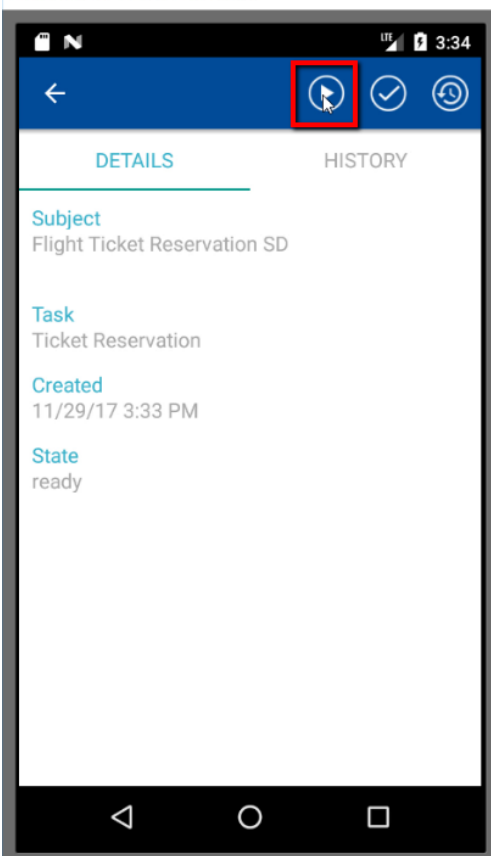 LTE 3:34
DETAILS HISTORY
Subject
Flight Ticket Reservation SD
Task
Ticket Reservation
Created
11/29/17 3:33 PM
State
ready